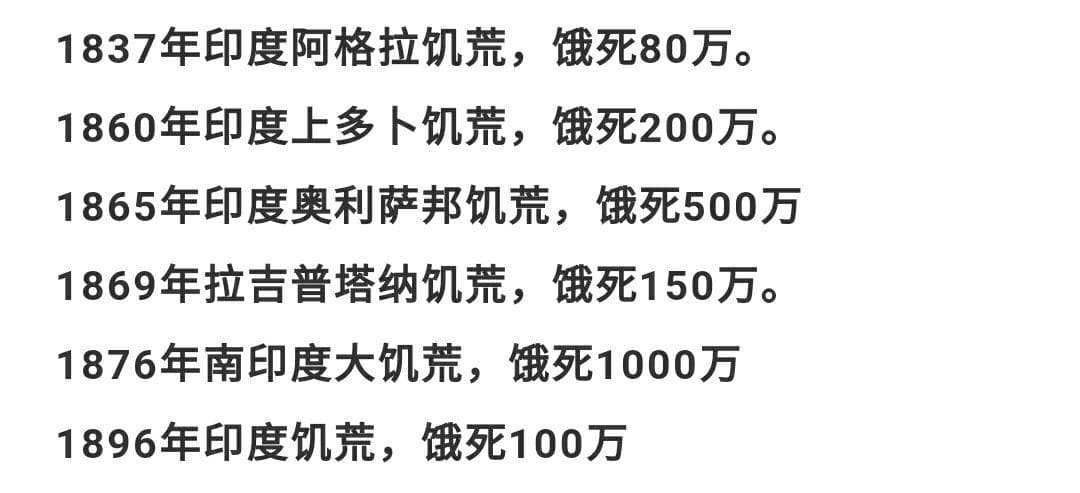 1837年印度阿格拉饥荒，饿死80万。
1860年印度上多卜饥荒，饿死200万。
1865年印度奥利萨邦饥荒，饿死500万
1869年拉吉普塔纳饥荒，饿死150万。
1876年南印度大饥荒，饿死1000万
1896年印度饥荒，饿死100万